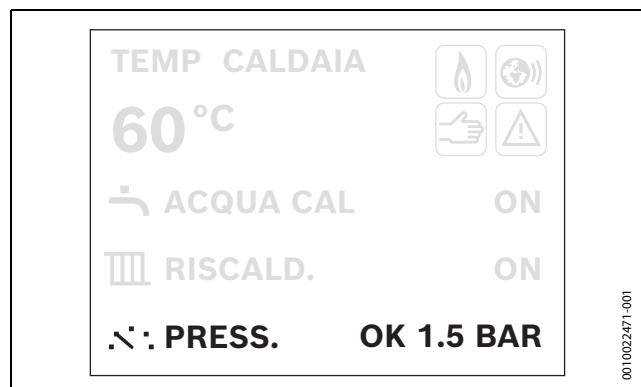 TEMP CALDAIA
60 °C
ACQUA CAL ON
RISCALD. ON
PRESS. OK 1.5 BAR
0010022471-001